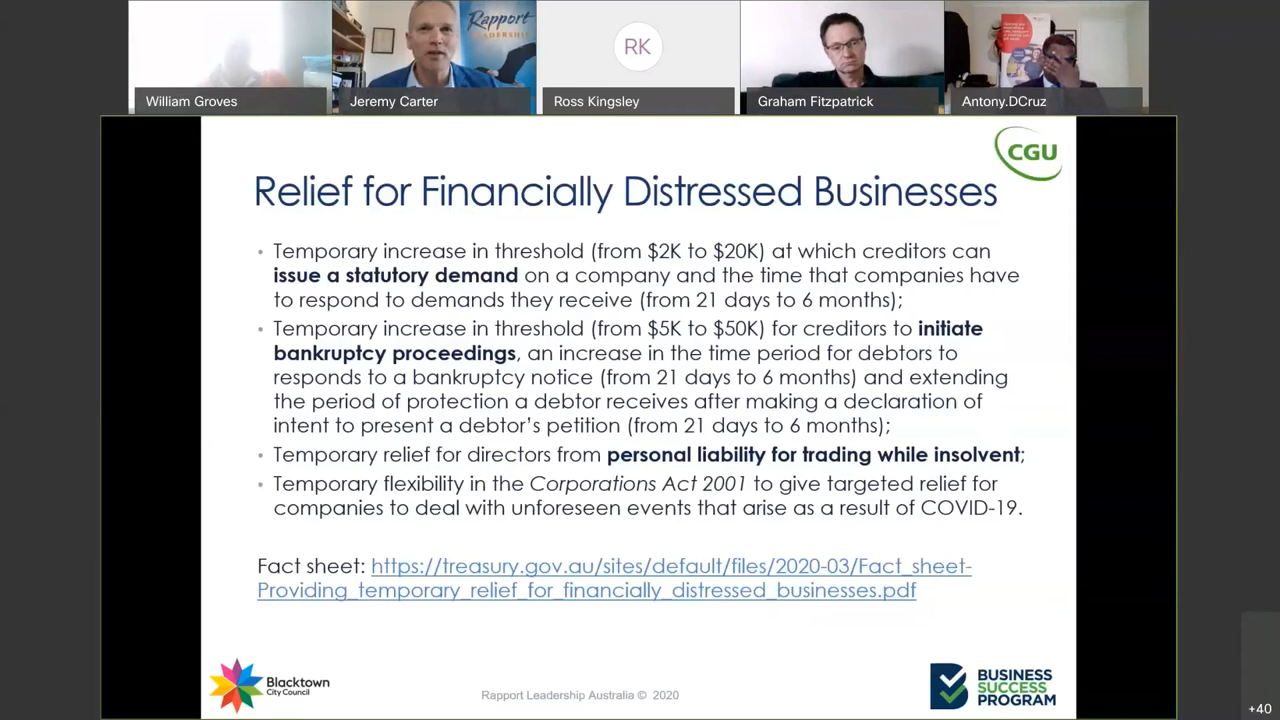 Rapport
LEADERSHIP
RK
William Groves
Jeremy Carter
Ross Kingsley
Graham Fitzpatrick
Antony.DCruz
CGU
Relief for Financially Distressed Businesses
• Temporary increase in threshold (from $2K to $20K) at which creditors can
issue a statutory demand on a company and the time that companies have
to respond to demands they receive (from 21 days to 6 months);
• Temporary increase in threshold (from $5K to $50K) for creditors to initiate
bankruptcy proceedings, an increase in the time period for debtors to
responds to a bankruptcy notice (from 21 days to 6 months) and extending
the period of protection a debtor receives after making a declaration of
intent to present a debtor’s petition (from 21 days to 6 months);
• Temporary relief for directors from personal liability for trading while insolvent;
• Temporary flexibility in the Corporations Act 2001 to give targeted relief for
companies to deal with unforeseen events that arise as a result of COVID-19.
Fact sheet: https://treasury.gov.au/sites/default/files/2020-03/Fact_sheet-
Providing_temporary_relief_for_financially_distressed_businesses.pdf
Blacktown
City Council
Rapport Leadership Australia © 2020
BUSINESS
SUCCESS
PROGRAM
+40